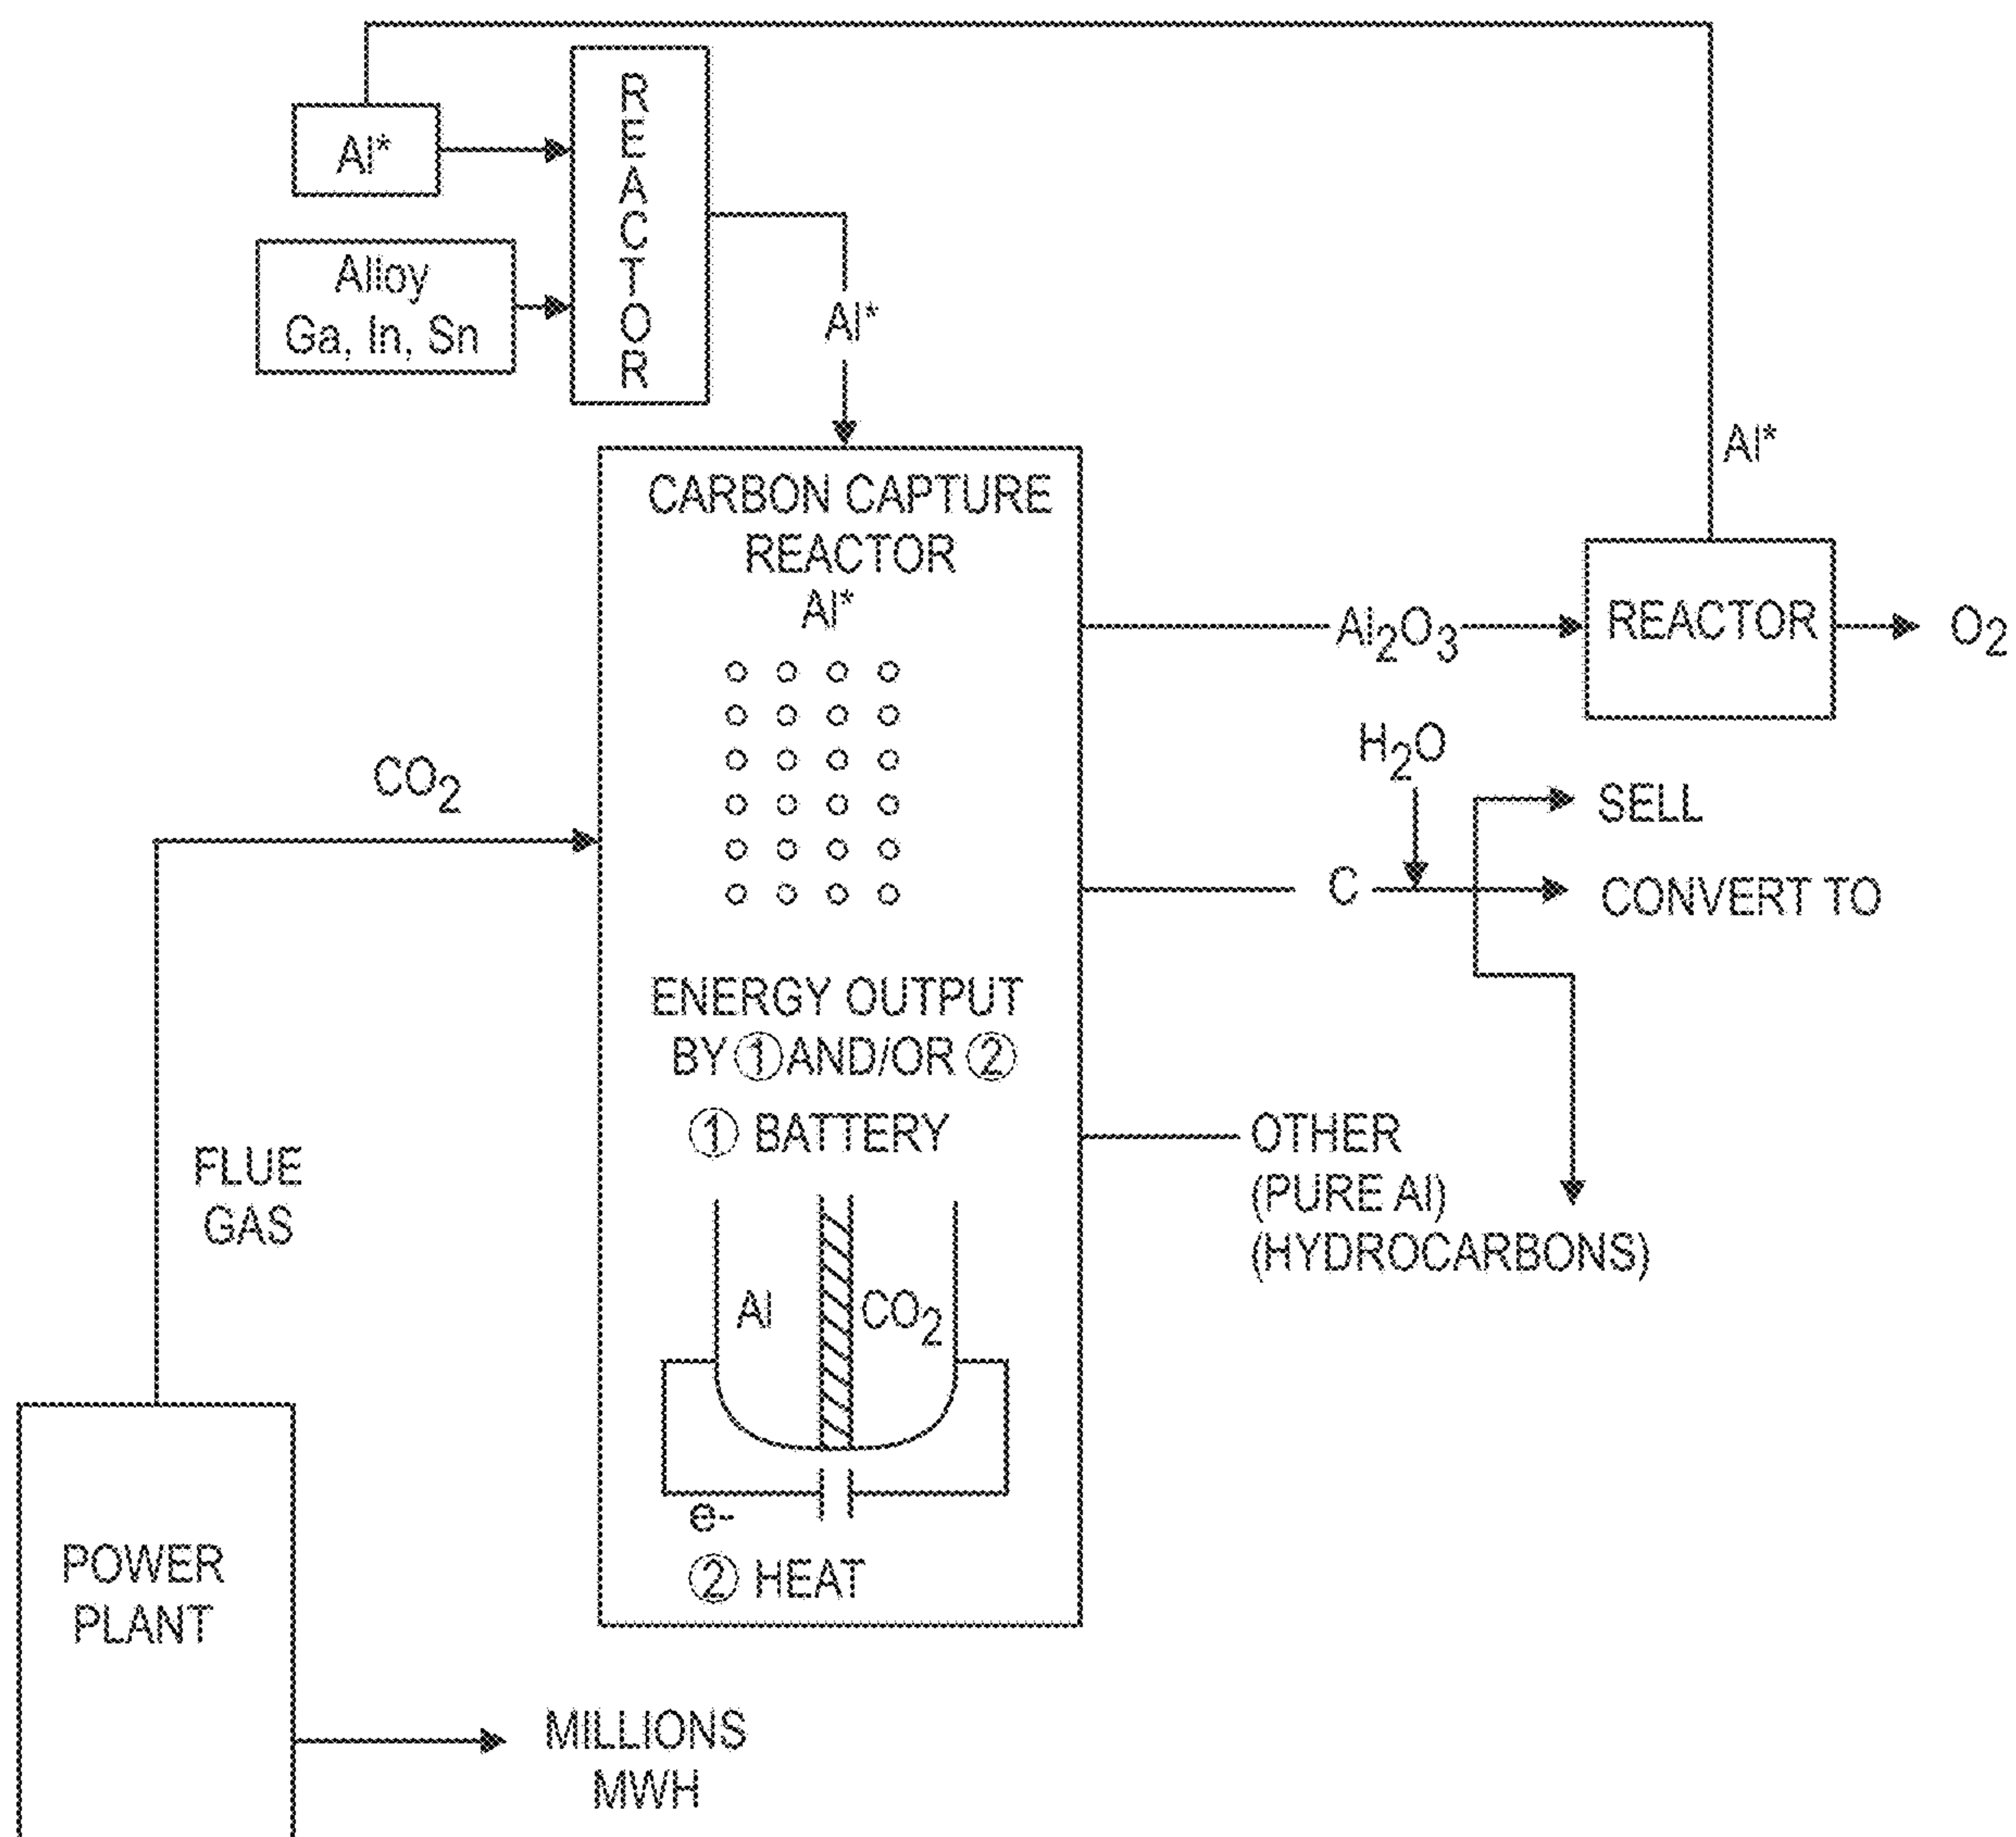 Al*
Alloy
Ga, In, Sn
REACTOR
Al*
Al*
CARBON CAPTURE
REACTOR
Al*
Al₂O₃
REACTOR
O₂
H₂O
CO₂
SELL
C
CONVERT TO
ENERGY OUTPUT
BY ① AND/OR ②
① BATTERY
OTHER
(PURE Al)
(HYDROCARBONS)
FLUE
GAS
Al
CO₂
e-
② HEAT
POWER
PLANT
MILLIONS
MWH